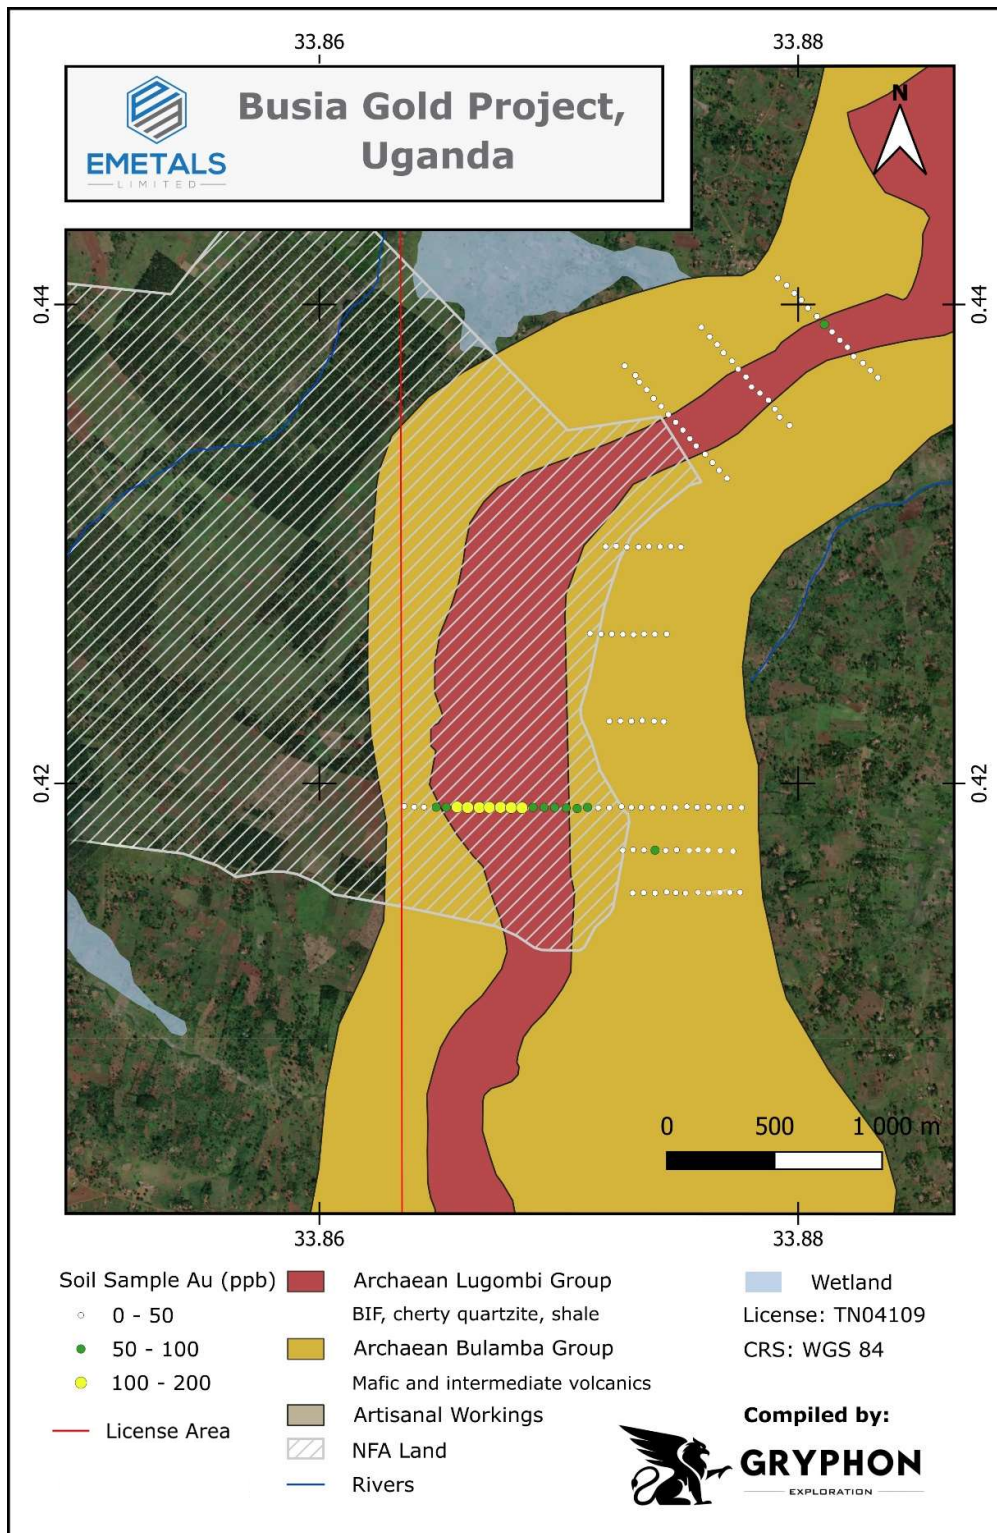 33.86
33.88
EMETALS
LIMITED
Busia Gold Project,
Uganda
N
0.44
0.44
0.42
0.42
0
500
1 000 m
33.86
33.88
Soil Sample Au (ppb)
0 - 50
50 - 100
100 - 200
License Area
Archaean Lugombi Group
BIF, cherty quartzite, shale
Archaean Bulamba Group
Mafic and intermediate volcanics
Artisanal Workings
NFA Land
Rivers
Wetland
License: TN04109
CRS: WGS 84
Compiled by:
GRYPHON
EXPLORATION